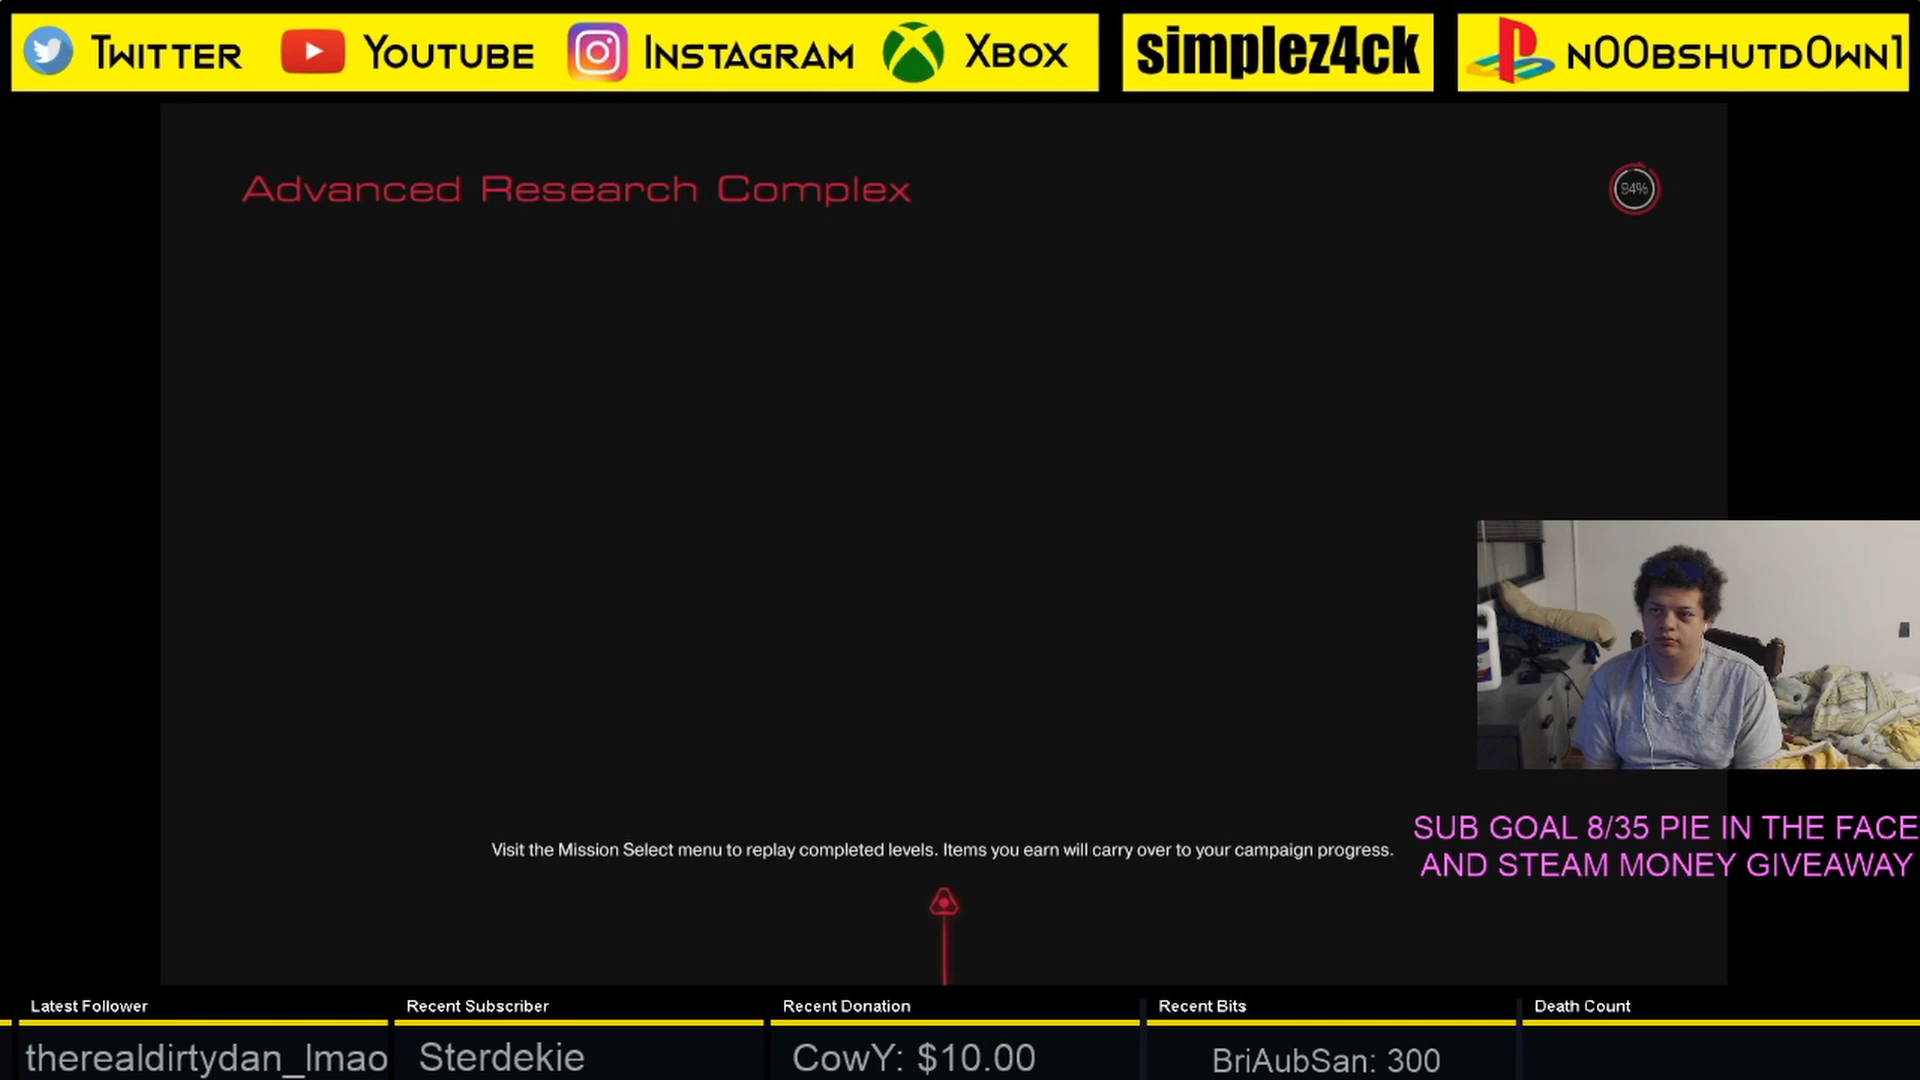 Twitter Youtube Instagram Xbox simplez4ck n00bshutd0wn1
Advanced Research Complex
94%
Visit the Mission Select menu to replay completed levels. Items you earn will carry over to your campaign progress.
SUB GOAL 8/35 PIE IN THE FACE
AND STEAM MONEY GIVEAWAY
Latest Follower Recent Subscriber Recent Donation Recent Bits Death Count
therealdirtydan_lmao Sterdekie CowY: $10.00 BriAubSan: 300